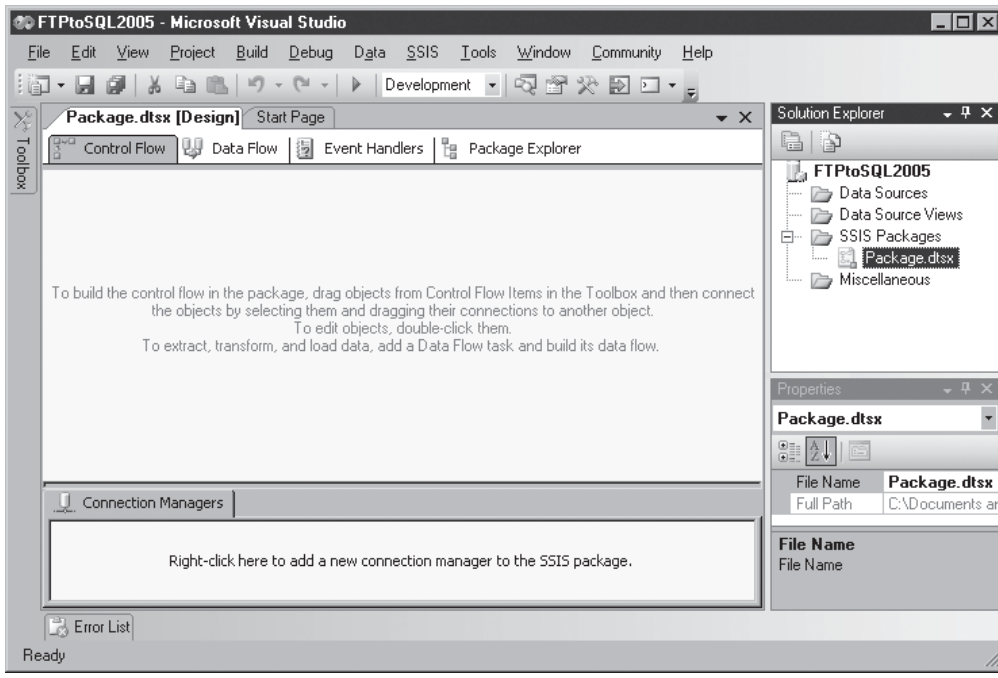 FTPtoSQL2005 - Microsoft Visual Studio
File Edit View Project Build Debug Data SSIS Tools Window Community Help
Development
Toolbox
Package.dtsx [Design] Start Page
Control Flow Data Flow Event Handlers Package Explorer
To build the control flow in the package, drag objects from Control Flow Items in the Toolbox and then connect
the objects by selecting them and dragging their connections to another object.
To edit objects, double-click them.
To extract, transform, and load data, add a Data Flow task and build its data flow.
Connection Managers
Right-click here to add a new connection manager to the SSIS package.
Solution Explorer
FTPtoSQL2005
Data Sources
Data Source Views
SSIS Packages
Package.dtsx
Miscellaneous
Properties
Package.dtsx
File Name Package.dtsx
Full Path C:\Documents ar
File Name
File Name
Error List
Ready